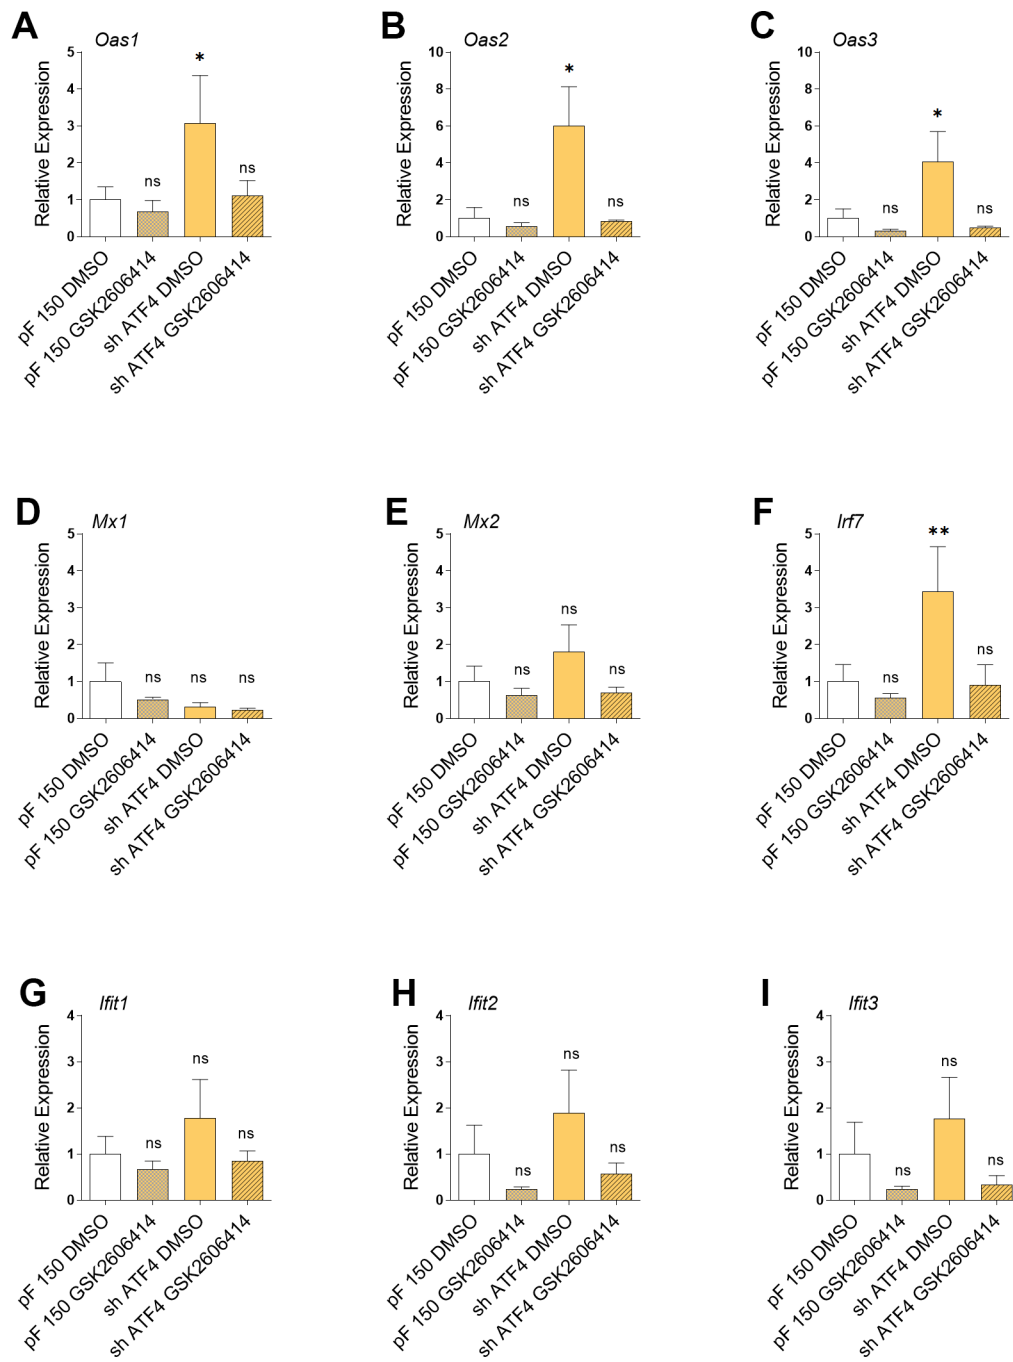 A
Oas1
Relative Expression
5
4
3
2
1
0
*
ns
ns
pF 150 DMSO
pF 150 GSK2606414
sh ATF4 DMSO
sh ATF4 GSK2606414
B
Oas2
Relative Expression
10
8
6
4
2
0
*
ns
ns
pF 150 DMSO
pF 150 GSK2606414
sh ATF4 DMSO
sh ATF4 GSK2606414
C
Oas3
Relative Expression
10
8
6
4
2
0
*
ns
ns
pF 150 DMSO
pF 150 GSK2606414
sh ATF4 DMSO
sh ATF4 GSK2606414
D
Mx1
Relative Expression
5
4
3
2
1
0
ns
ns
ns
pF 150 DMSO
pF 150 GSK2606414
sh ATF4 DMSO
sh ATF4 GSK2606414
E
Mx2
Relative Expression
5
4
3
2
1
0
ns
ns
ns
pF 150 DMSO
pF 150 GSK2606414
sh ATF4 DMSO
sh ATF4 GSK2606414
F
Irf7
Relative Expression
5
4
3
2
1
0
**
ns
ns
pF 150 DMSO
pF 150 GSK2606414
sh ATF4 DMSO
sh ATF4 GSK2606414
G
Ifit1
Relative Expression
4
3
2
1
0
ns
ns
ns
pF 150 DMSO
pF 150 GSK2606414
sh ATF4 DMSO
sh ATF4 GSK2606414
H
Ifit2
Relative Expression
4
3
2
1
0
ns
ns
ns
pF 150 DMSO
pF 150 GSK2606414
sh ATF4 DMSO
sh ATF4 GSK2606414
I
Ifit3
Relative Expression
4
3
2
1
0
ns
ns
ns
pF 150 DMSO
pF 150 GSK2606414
sh ATF4 DMSO
sh ATF4 GSK2606414